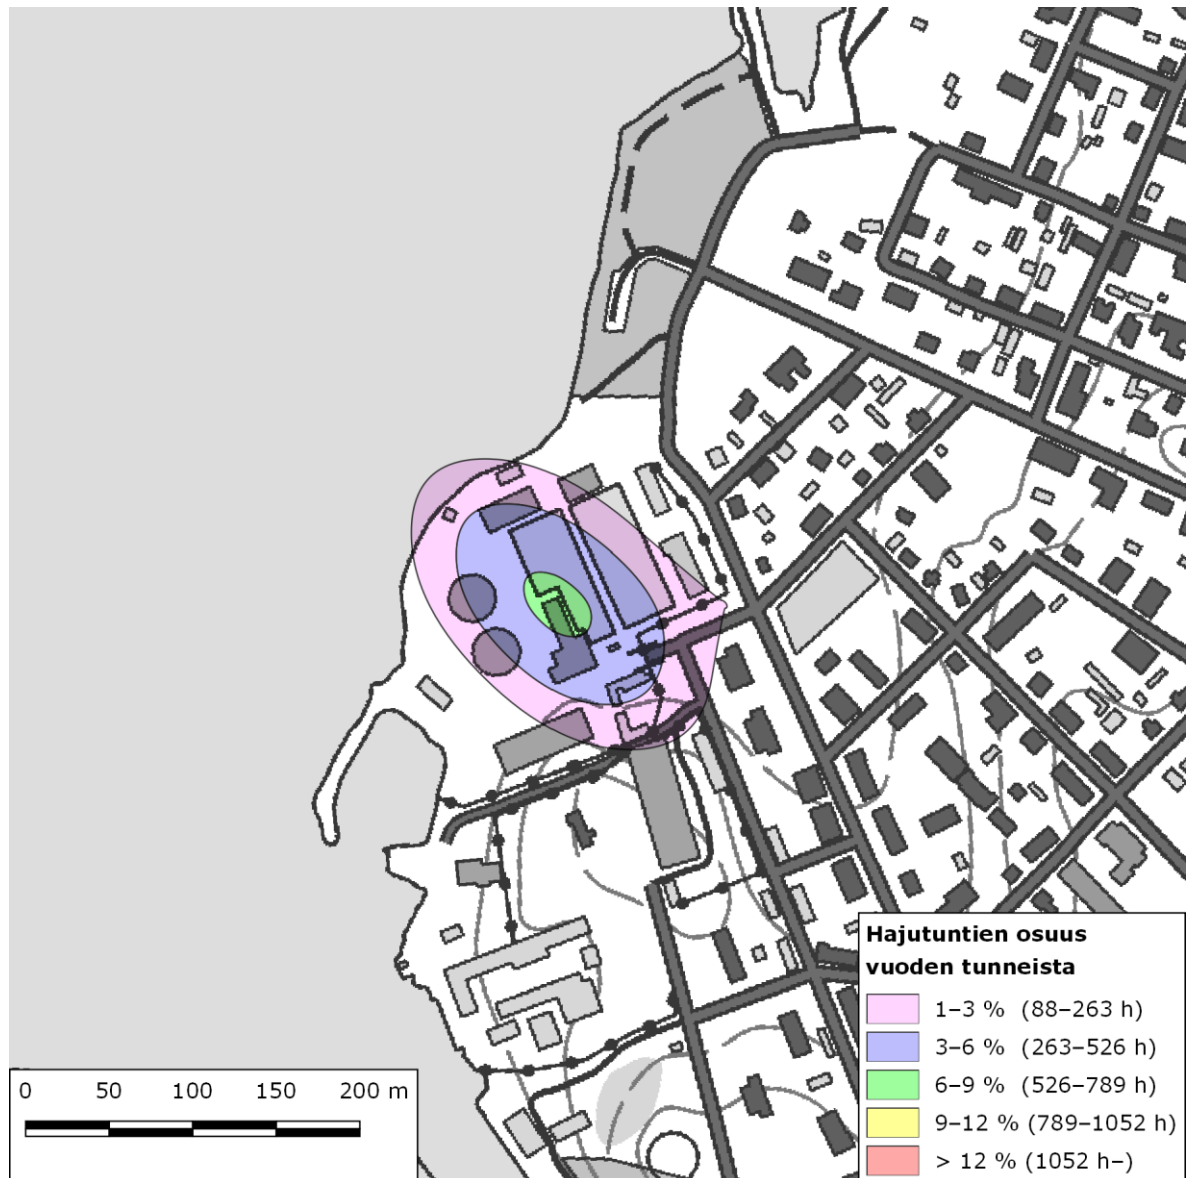 Hajutuntien osuus
vuoden tunneista
1–3 % (88–263 h)
3–6 % (263–526 h)
6–9 % (526–789 h)
9–12 % (789–1052 h)
> 12 % (1052 h–)
0 50 100 150 200 m